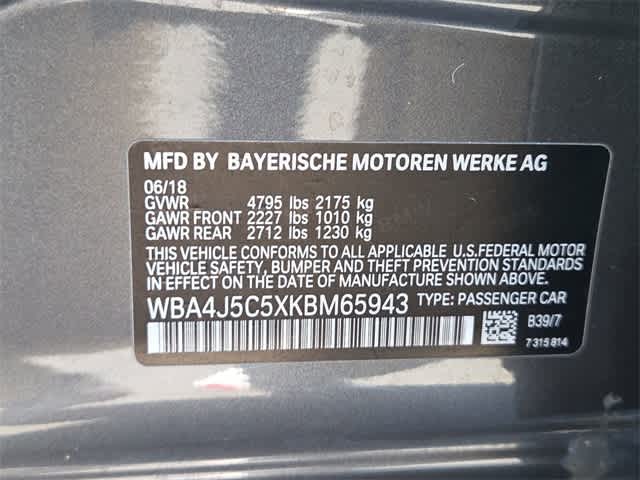 MFD BY BAYERISCHE MOTOREN WERKE AG
06/18
GVWR 4795 lbs 2175 kg
GAWR FRONT 2227 lbs 1010 kg
GAWR REAR 2712 lbs 1230 kg
THIS VEHICLE CONFORMS TO ALL APPLICABLE U.S.FEDERAL MOTOR
VEHICLE SAFETY, BUMPER AND THEFT PREVENTION STANDARDS
IN EFFECT ON THE DATE OF MANUFACTURE SHOWN ABOVE.
WBA4J5C5XKBM65943 TYPE: PASSENGER CAR
B39/7
7 315 814